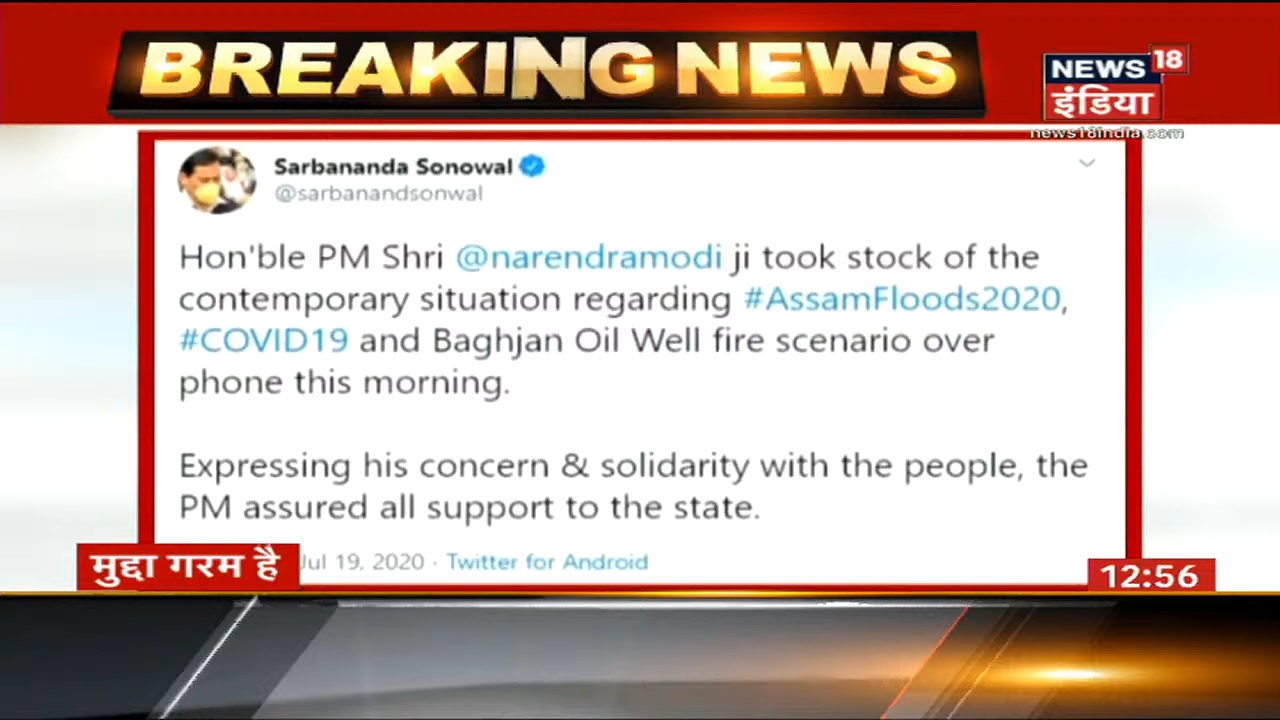 BREAKING NEWS
NEWS 18
इंडिया
news18india.com
Sarbananda Sonowal
@sarbanandsonwal
Hon'ble PM Shri @narendramodi ji took stock of the
contemporary situation regarding #AssamFloods2020,
#COVID19 and Baghjan Oil Well fire scenario over
phone this morning.
Expressing his concern & solidarity with the people, the
PM assured all support to the state.
Jul 19, 2020 · Twitter for Android
मुद्दा गरम है
12:56